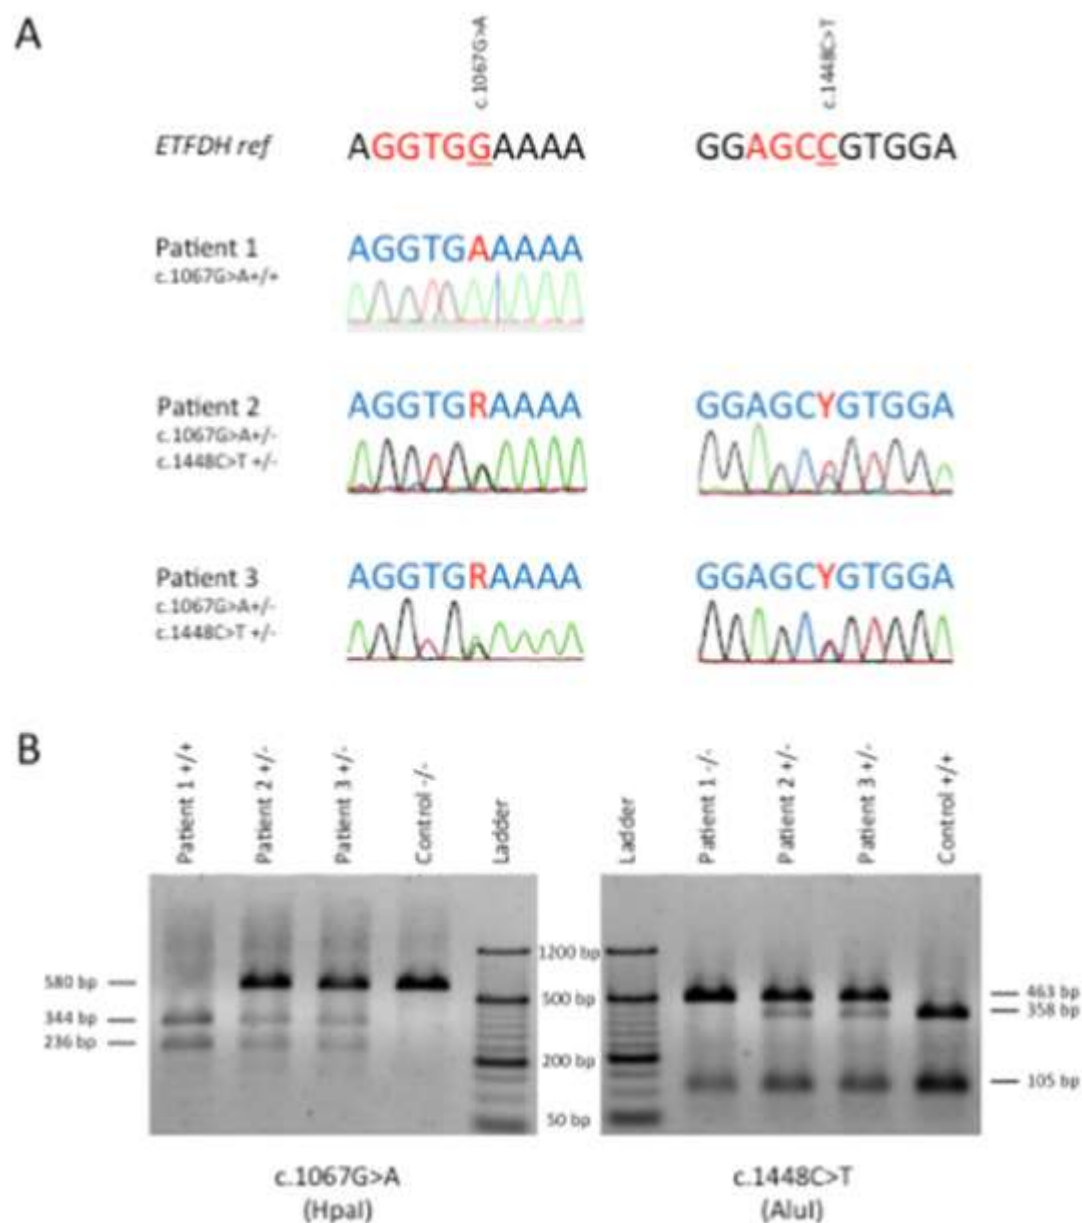 A
c.1067G>A
c.1448C>T
ETFDH ref
AGGTGGAAAA
GGAGCCGTGGA
Patient 1
c.1067G>A+/+
AGGTGAAAAA
Patient 2
c.1067G>A+/-
c.1448C>T +/-
AGGTGRAAAA
GGAGCYGTGGA
Patient 3
c.1067G>A+/-
c.1448C>T +/-
AGGTGRAAAA
GGAGCYGTGGA
B
Patient 1 +/+
Patient 2 +/-
Patient 3 +/-
Control -/-
Ladder
Ladder
Patient 1 -/-
Patient 2 +/-
Patient 3 +/-
Control +/+
580 bp
344 bp
236 bp
1200 bp
500 bp
200 bp
50 bp
463 bp
358 bp
105 bp
c.1067G>A
(HpaI)
c.1448C>T
(AluI)